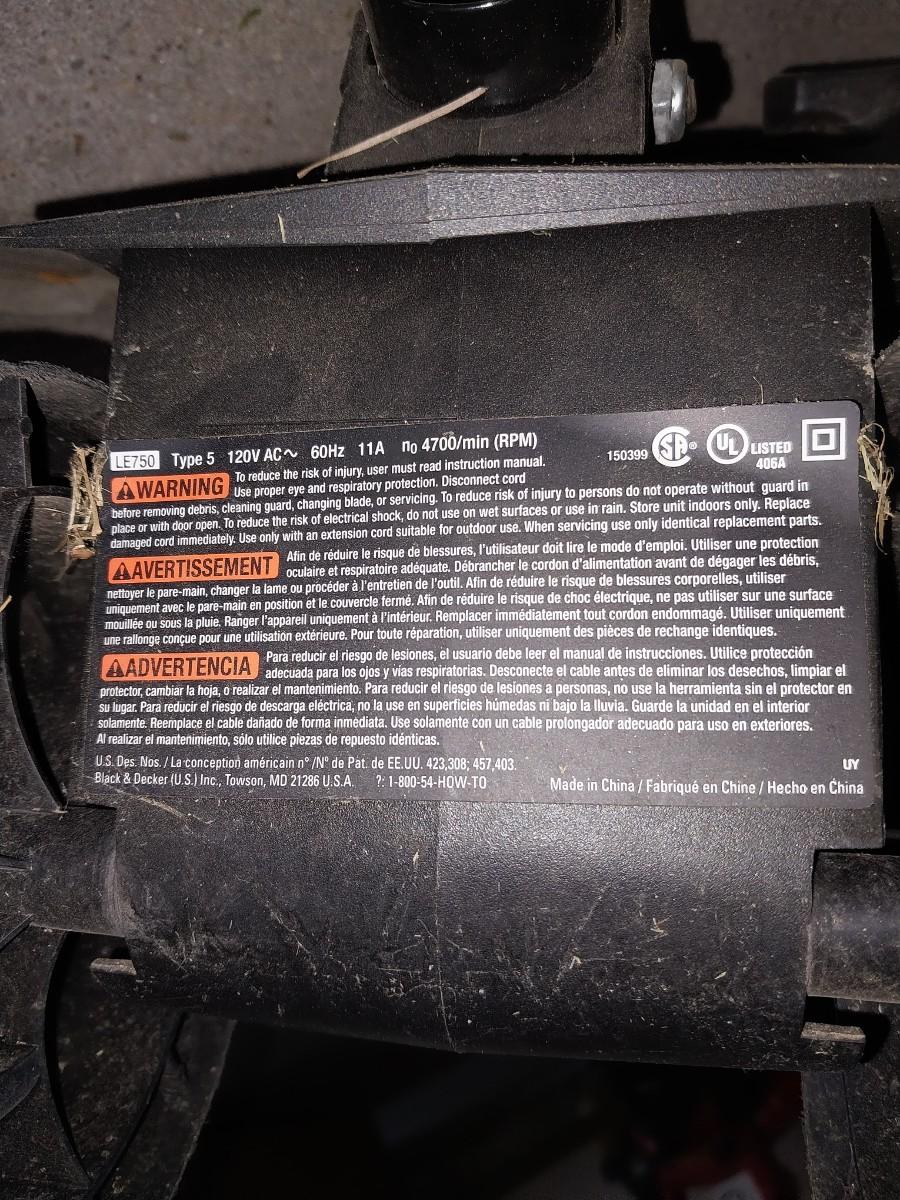 LE750 Type 5 120V AC~ 60Hz 11A n₀ 4700/min (RPM)
150399 SA® UL LISTED
406A
WARNING To reduce the risk of injury, user must read instruction manual.
Use proper eye and respiratory protection. Disconnect cord
before removing debris, cleaning guard, changing blade, or servicing. To reduce risk of injury to persons do not operate without guard in
place or with door open. To reduce the risk of electrical shock, do not use on wet surfaces or use in rain. Store unit indoors only. Replace
damaged cord immediately. Use only with an extension cord suitable for outdoor use. When servicing use only identical replacement parts.
AVERTISSEMENT Afin de réduire le risque de blessures, l'utilisateur doit lire le mode d'emploi. Utiliser une protection
oculaire et respiratoire adéquate. Débrancher le cordon d'alimentation avant de dégager les débris,
nettoyer le pare-main, changer la lame ou procéder à l'entretien de l'outil. Afin de réduire le risque de blessures corporelles, utiliser
uniquement avec le pare-main en position et le couvercle fermé. Afin de réduire le risque de choc électrique, ne pas utiliser sur une surface
mouillée ou sous la pluie. Ranger l'appareil uniquement à l'intérieur. Remplacer immédiatement tout cordon endommagé. Utiliser uniquement
une rallonge conçue pour une utilisation extérieure. Pour toute réparation, utiliser uniquement des pièces de rechange identiques.
ADVERTENCIA Para reducir el riesgo de lesiones, el usuario debe leer el manual de instrucciones. Utilice protección
adecuada para los ojos y vías respiratorias. Desconecte el cable antes de eliminar los desechos, limpiar el
protector, cambiar la hoja, o realizar el mantenimiento. Para reducir el riesgo de lesiones a personas, no use la herramienta sin el protector en
su lugar. Para reducir el riesgo de descarga eléctrica, no la use en superficies húmedas ni bajo la lluvia. Guarde la unidad en el interior
solamente. Reemplace el cable dañado de forma inmediata. Use solamente con un cable prolongador adecuado para uso en exteriores.
Al realizar el mantenimiento, sólo utilice piezas de repuesto idénticas.
U.S. Des. Nos. / La conception américain n° /N° de Pat. de EE.UU. 423,308; 457,403.
UY
Black & Decker (U.S.) Inc., Towson, MD 21286 U.S.A. ?: 1-800-54-HOW-TO Made in China / Fabriqué en Chine / Hecho en China